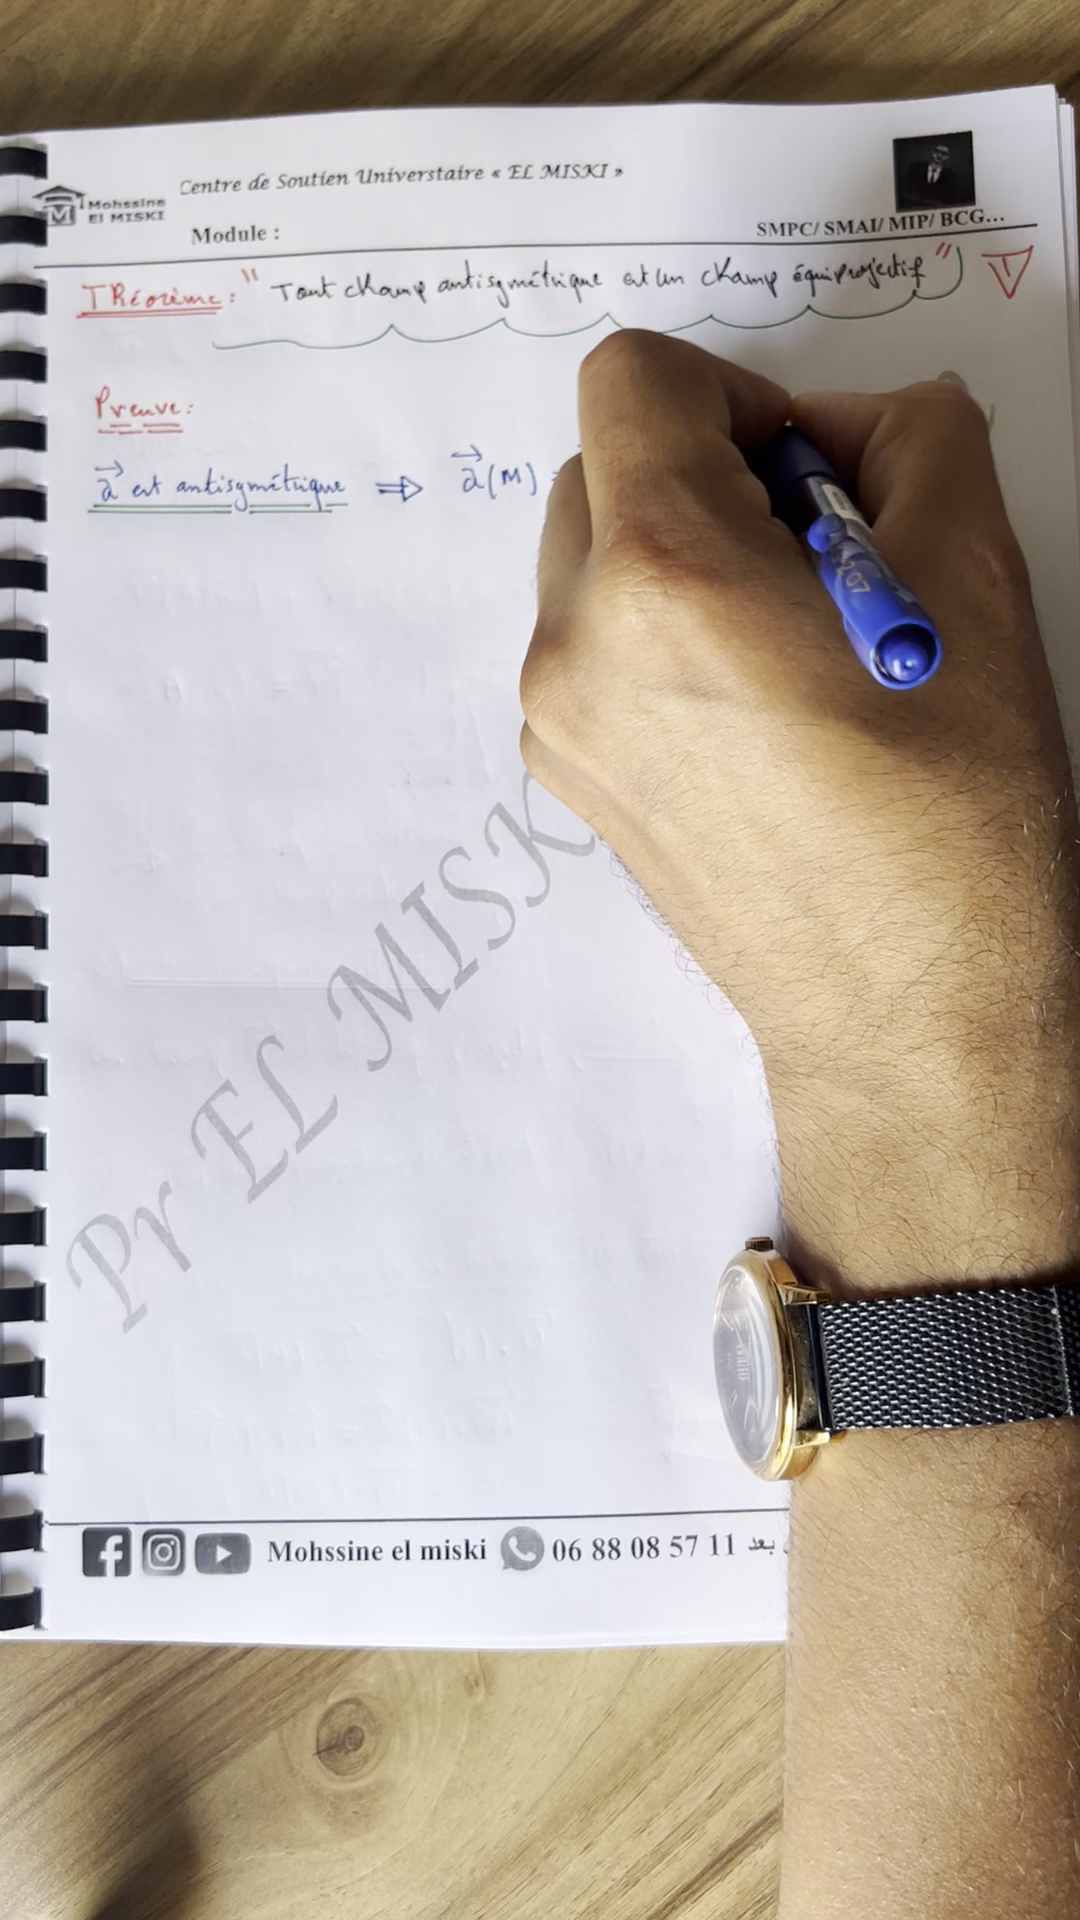 Mohssine
El MISKI
Centre de Soutien Universtaire « EL MISKI »
Module :
SMPC/ SMAI/ MIP/ BCG...
Théorème : " Tout champ antisymétrique est un champ équiprojectif "
Preuve :
a est antisymétrique ⇒ a(M)
Pr EL MISK
Mohssine el miski 06 88 08 57 11 بعد